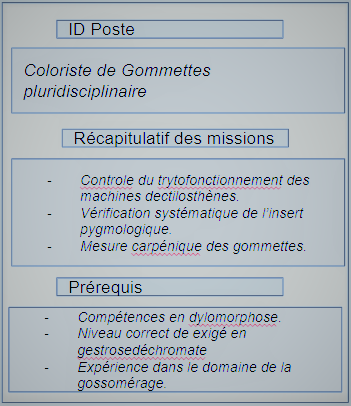 ID Poste
Coloriste de Gommettes
pluridisciplinaire
Récapitulatif des missions
- Controle du trytofonctionnement des
machines dectilosthènes.
- Vérification systématique de l'insert
pygmologique.
- Mesure carpénique des gommettes.
Prérequis
- Compétences en dylomorphose.
- Niveau correct de exigé en
gestrosedéchromate
- Expérience dans le domaine de la
gossomérage.